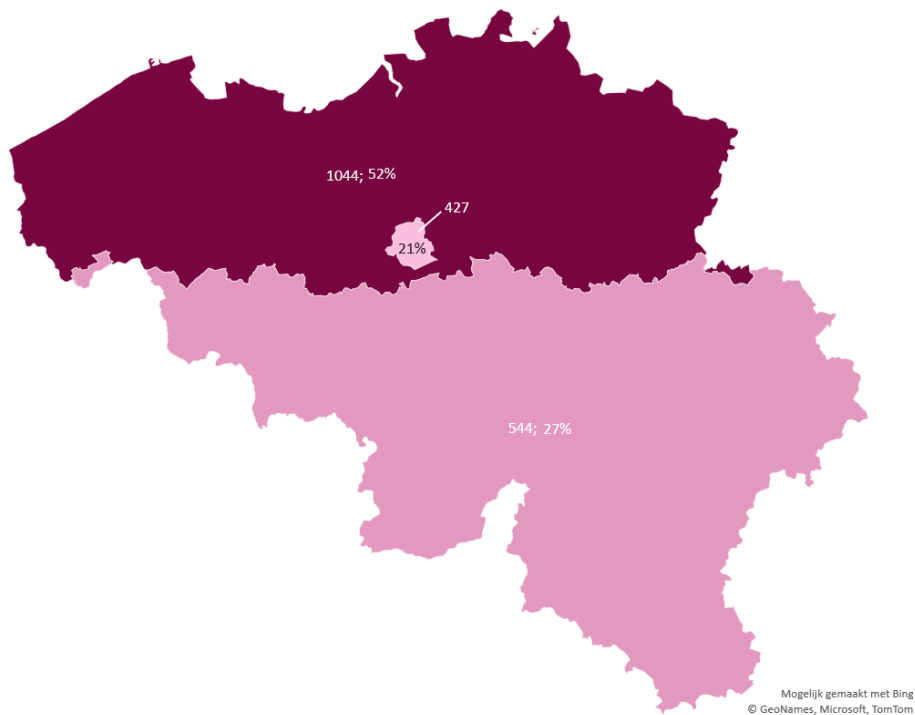 1044; 52%
427
21%
544; 27%
Mogelijk gemaakt met Bing
© GeoNames, Microsoft, TomTom